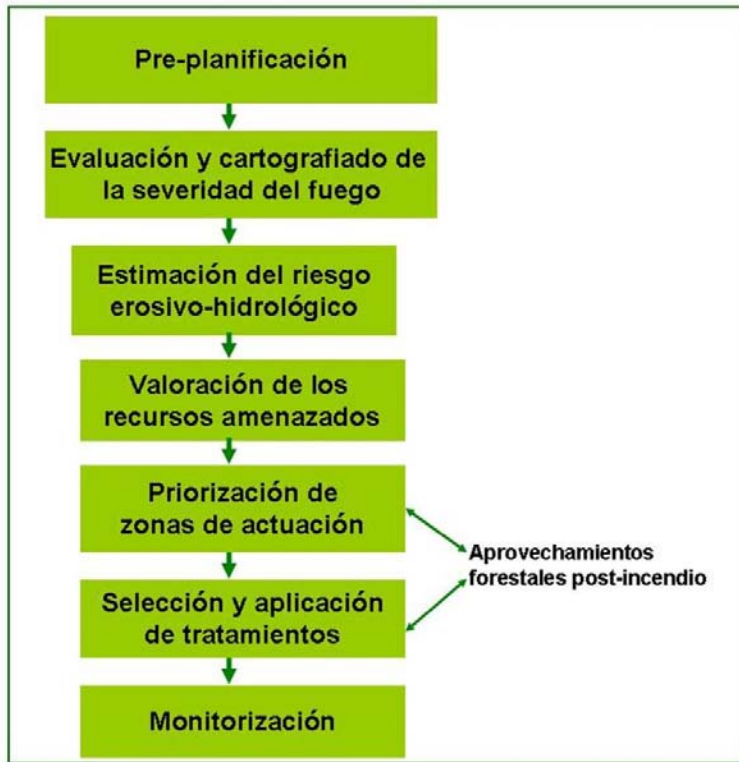 Pre-planificación
Evaluación y cartografiado de
la severidad del fuego
Estimación del riesgo
erosivo-hidrológico
Valoración de los
recursos amenazados
Priorización de
zonas de actuación
Aprovechamientos
forestales post-incendio
Selección y aplicación
de tratamientos
Monitorización